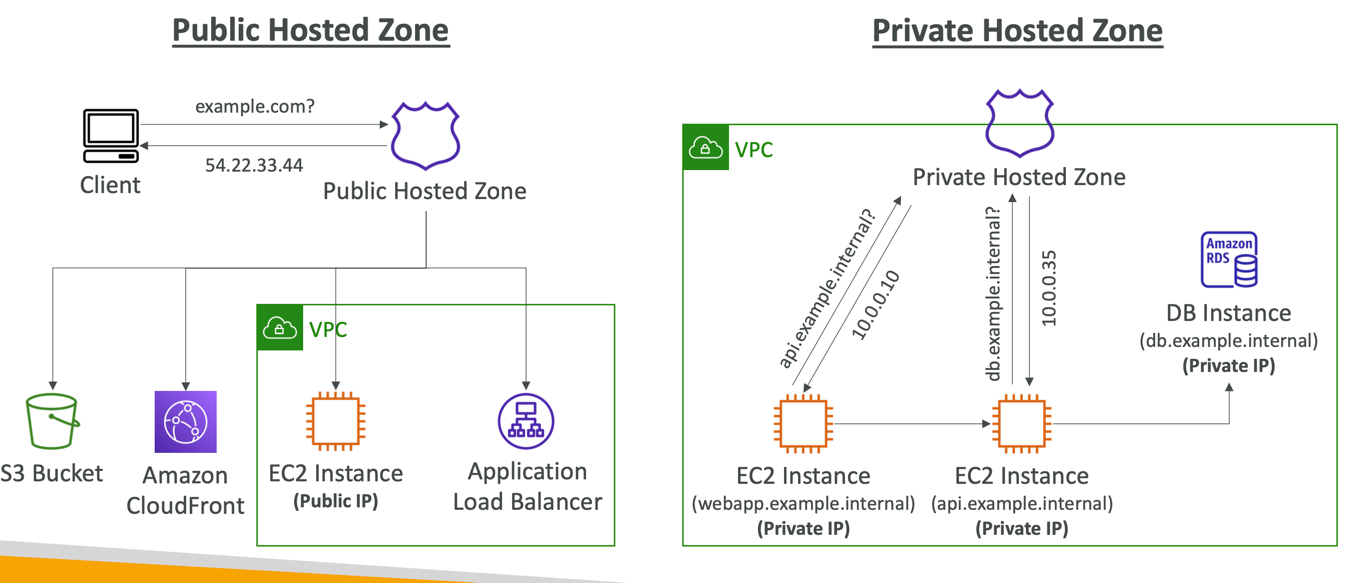 Public Hosted Zone
example.com?
54.22.33.44
Client
Public Hosted Zone
VPC
S3 Bucket
Amazon
CloudFront
EC2 Instance
(Public IP)
Application
Load Balancer
Private Hosted Zone
VPC
Private Hosted Zone
api.example.internal?
10.0.0.10
db.example.internal?
10.0.0.35
Amazon
RDS
DB Instance
(db.example.internal)
(Private IP)
EC2 Instance
(webapp.example.internal)
(Private IP)
EC2 Instance
(api.example.internal)
(Private IP)